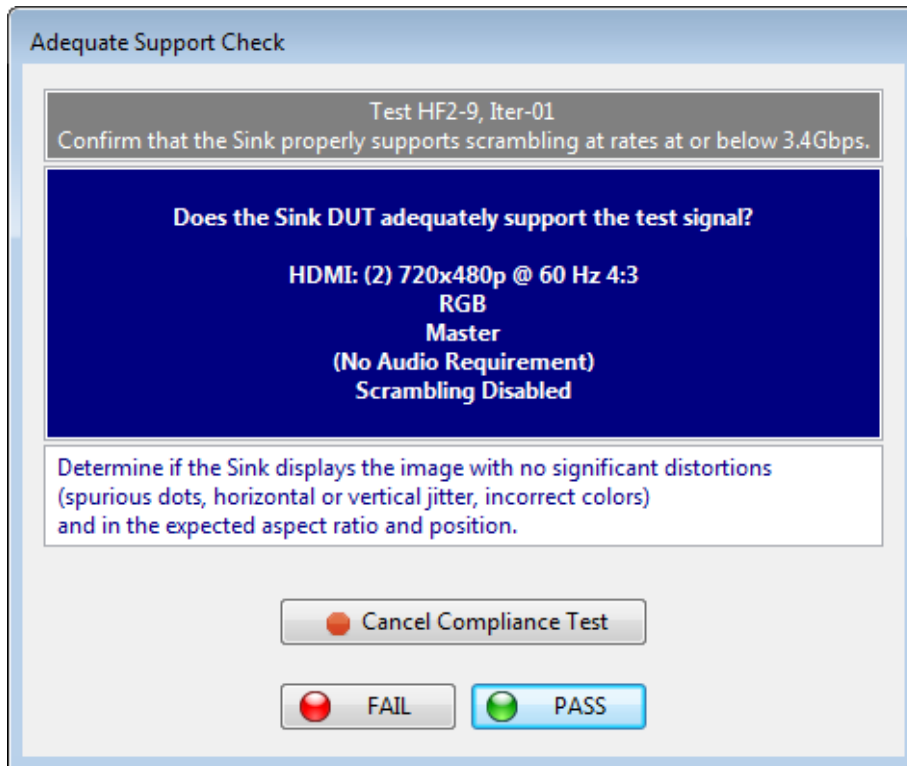 Adequate Support Check
Test HF2-9, Iter-01
Confirm that the Sink properly supports scrambling at rates at or below 3.4Gbps.
Does the Sink DUT adequately support the test signal?
HDMI: (2) 720x480p @ 60 Hz 4:3
RGB
Master
(No Audio Requirement)
Scrambling Disabled
Determine if the Sink displays the image with no significant distortions
(spurious dots, horizontal or vertical jitter, incorrect colors)
and in the expected aspect ratio and position.
Cancel Compliance Test
FAIL PASS